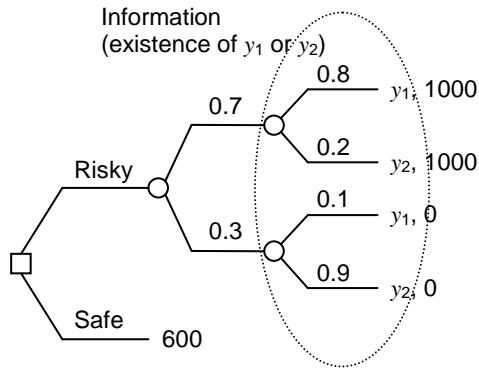 Information
(existence of y1 or y2)
0.8
y1, 1000
0.7
0.2
y2, 1000
Risky
0.1
y1, 0
0.3
0.9
y2, 0
Safe
600